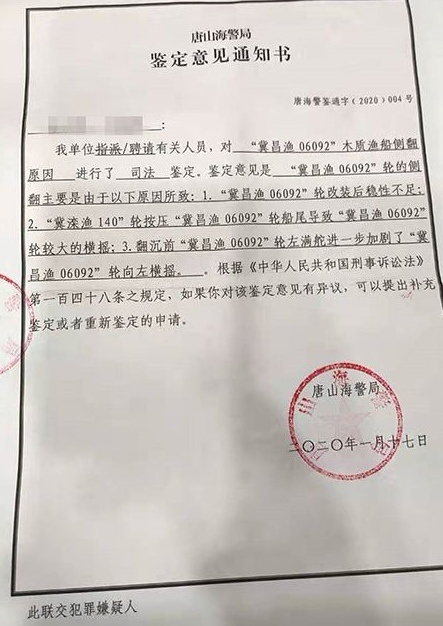 唐山海警局
鉴定意见通知书
唐海警鉴通字(2020)004号
:
我单位指派/聘请有关人员,对 “冀昌渔 06092”木质渔船侧翻
原因 进行了 司法 鉴定。鉴定意见是 “冀昌渔 06092”轮的侧
翻主要是由于以下原因所致:1.“冀昌渔 06092”轮改装后稳性不足;
2.“冀滦渔 140”轮按压“冀昌渔 06092”轮船尾导致“冀昌渔 06092”
轮较大的横摇;3.翻沉前“冀昌渔 06092”轮左满舵进一步加剧了“冀
昌渔 06092”轮向左横摇。 。根据《中华人民共和国刑事诉讼法》
第一百四十八条之规定,如果你对该鉴定意见有异议,可以提出补充
鉴定或者重新鉴定的申请。
唐山海警局
二〇二〇年一月十七日
此联交犯罪嫌疑人